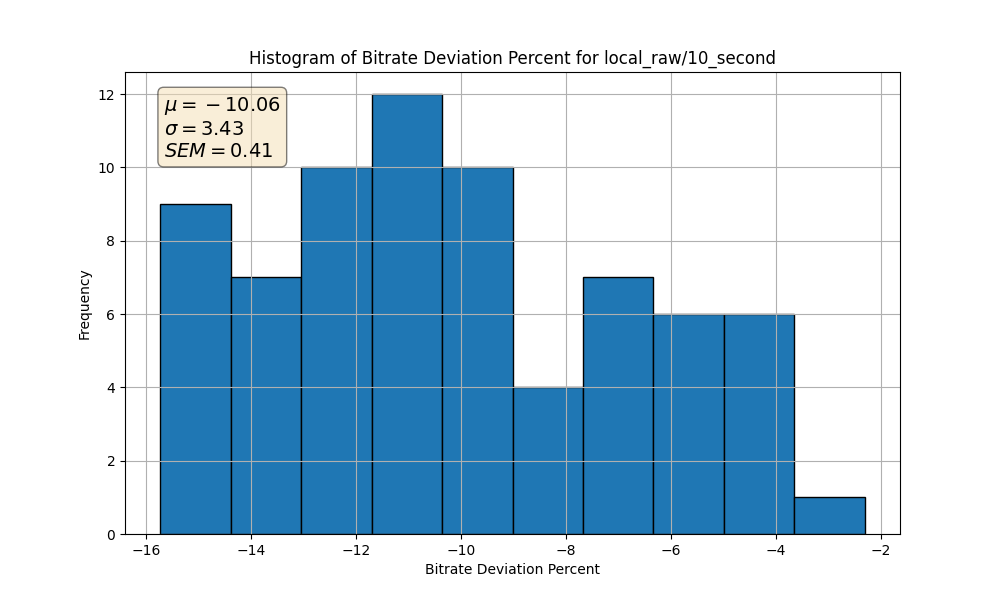 Histogram of Bitrate Deviation Percent for local_raw/10_second
μ = −10.06
σ = 3.43
SEM = 0.41
12
10
8
6
4
2
0
Frequency
−16 −14 −12 −10 −8 −6 −4 −2
Bitrate Deviation Percent